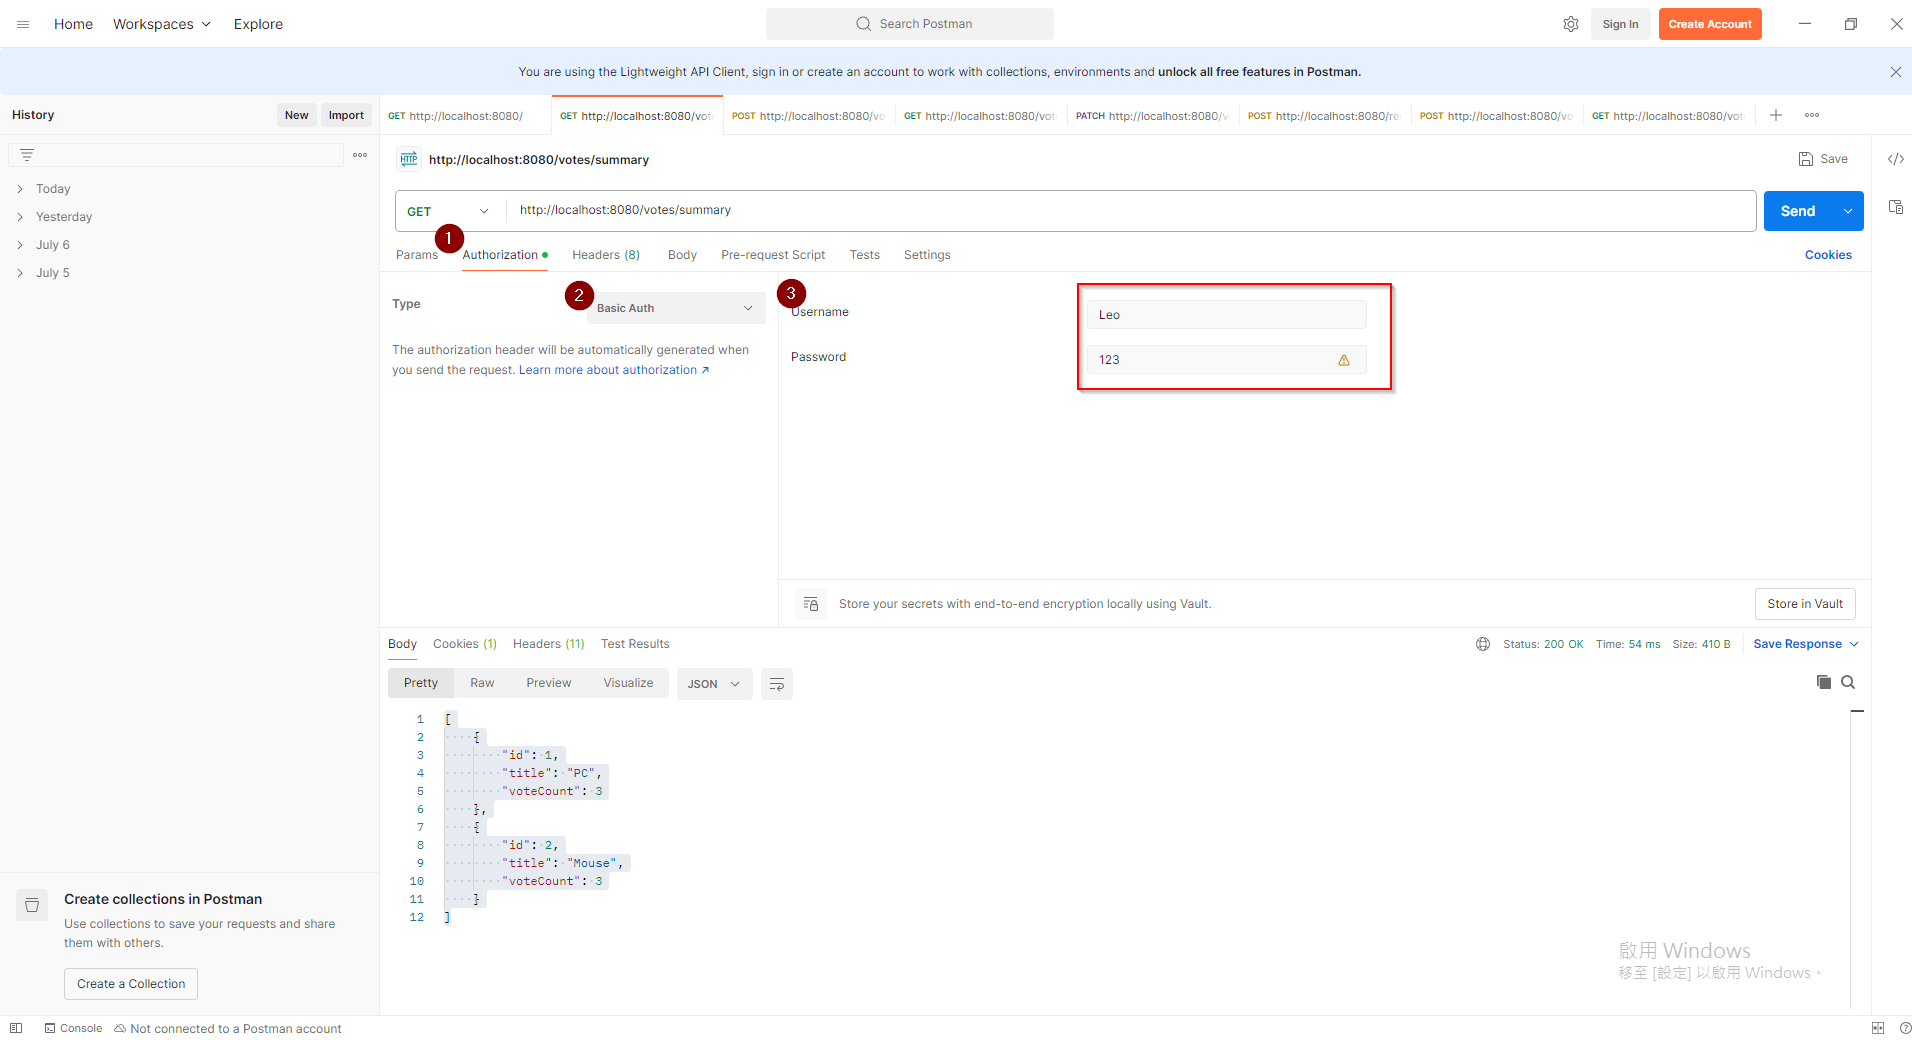 Home
Workspaces
Explore
Search Postman
Sign In
Create Account
You are using the Lightweight API Client, sign in or create an account to work with collections, environments and unlock all free features in Postman.
History
New
Import
GET http://localhost:8080/
GET http://localhost:8080/vot
POST http://localhost:8080/vo
GET http://localhost:8080/vot
PATCH http://localhost:8080/v
POST http://localhost:8080/re
POST http://localhost:8080/vo
GET http://localhost:8080/vot
Today
Yesterday
July 6
July 5
HTTP
http://localhost:8080/votes/summary
Save
GET
http://localhost:8080/votes/summary
Send
1
Params
Authorization
Headers (8)
Body
Pre-request Script
Tests
Settings
Cookies
Type
2
Basic Auth
The authorization header will be automatically generated when
you send the request. Learn more about authorization ↗
3
Username
Leo
Password
123
Store your secrets with end-to-end encryption locally using Vault.
Store in Vault
Body
Cookies (1)
Headers (11)
Test Results
Status: 200 OK
Time: 54 ms
Size: 410 B
Save Response
Pretty
Raw
Preview
Visualize
JSON
1 [
2 {
3 "id": 1,
4 "title": "PC",
5 "voteCount": 3
6 },
7 {
8 "id": 2,
9 "title": "Mouse",
10 "voteCount": 3
11 }
12 ]
Create collections in Postman
Use collections to save your requests and share
them with others.
Create a Collection
啟用 Windows
移至 [設定] 以啟用 Windows。
Console
Not connected to a Postman account